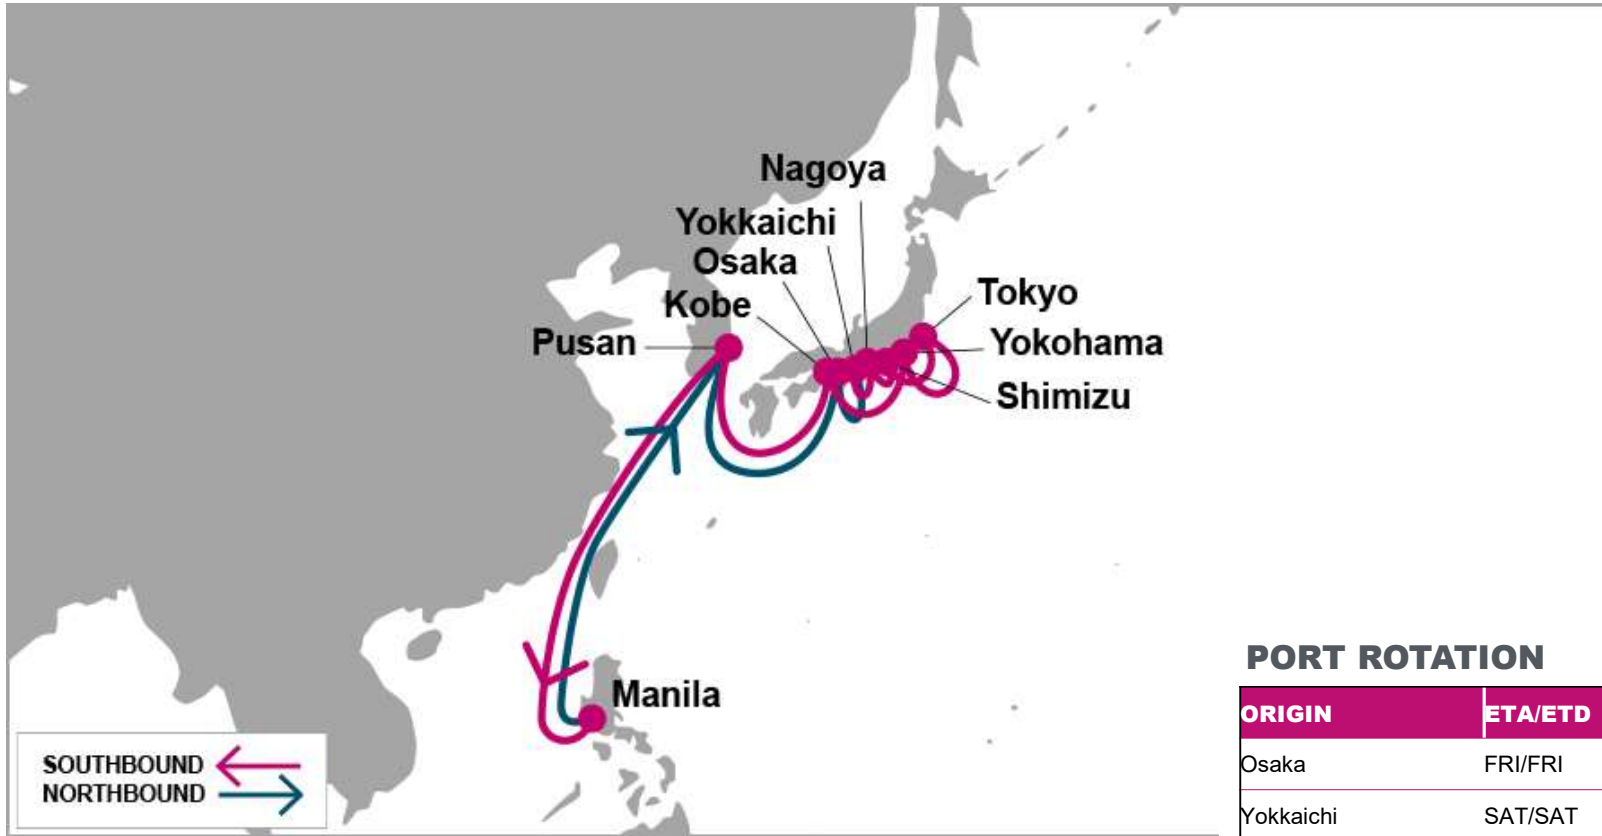 Nagoya
Yokkaichi
Osaka
Kobe
Pusan
Tokyo
Yokohama
Shimizu
Manila
SOUTHBOUND
NORTHBOUND
PORT ROTATION
ORIGIN ETA/ETD
Osaka FRI/FRI
Yokkaichi SAT/SAT